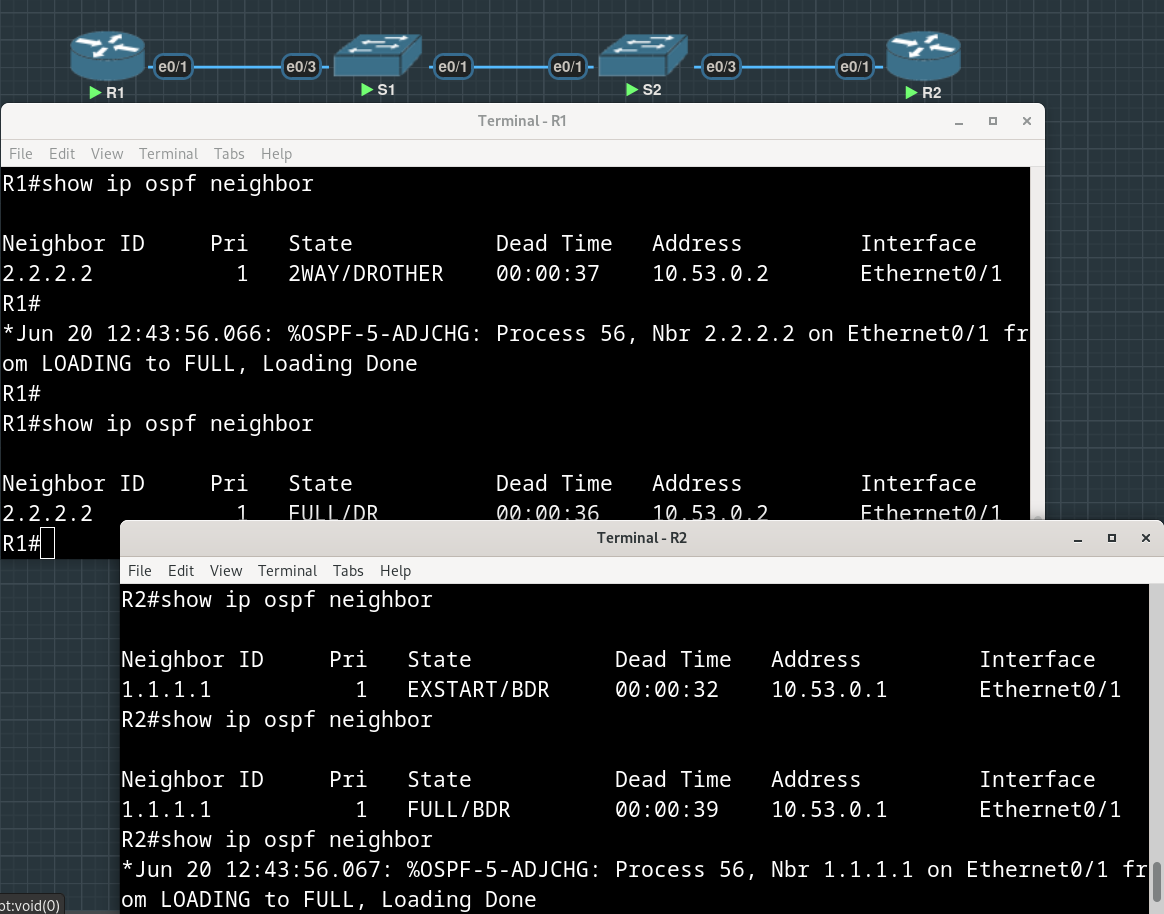 e0/1 e0/3 e0/1 e0/1 e0/3 e0/1
R1 S1 S2 R2
Terminal - R1
File Edit View Terminal Tabs Help
R1#show ip ospf neighbor
Neighbor ID     Pri   State           Dead Time   Address         Interface
2.2.2.2           1   2WAY/DROTHER    00:00:37    10.53.0.2       Ethernet0/1
R1#
*Jun 20 12:43:56.066: %OSPF-5-ADJCHG: Process 56, Nbr 2.2.2.2 on Ethernet0/1 fr
om LOADING to FULL, Loading Done
R1#
R1#show ip ospf neighbor
Neighbor ID     Pri   State           Dead Time   Address         Interface
2.2.2.2           1   FULL/DR         00:00:36    10.53.0.2       Ethernet0/1
R1#
Terminal - R2
File Edit View Terminal Tabs Help
R2#show ip ospf neighbor
Neighbor ID     Pri   State           Dead Time   Address         Interface
1.1.1.1           1   EXSTART/BDR     00:00:32    10.53.0.1       Ethernet0/1
R2#show ip ospf neighbor
Neighbor ID     Pri   State           Dead Time   Address         Interface
1.1.1.1           1   FULL/BDR        00:00:39    10.53.0.1       Ethernet0/1
R2#show ip ospf neighbor
*Jun 20 12:43:56.067: %OSPF-5-ADJCHG: Process 56, Nbr 1.1.1.1 on Ethernet0/1 fr
om LOADING to FULL, Loading Done
pt:void(0)